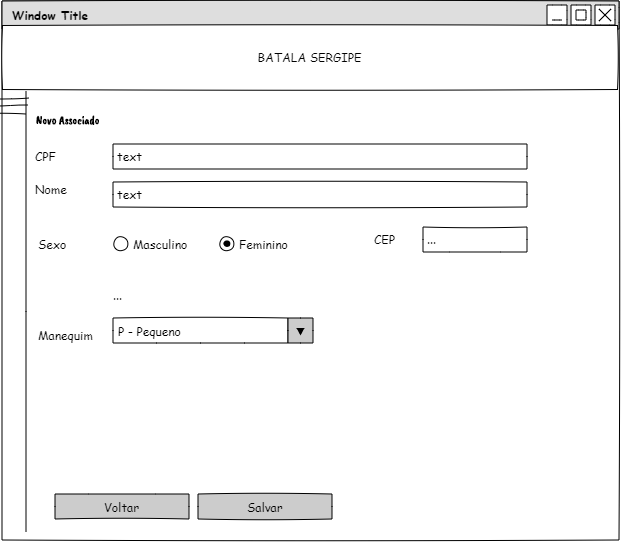 Window Title
BATALA SERGIPE
Novo Associado
CPF text
Nome text
Sexo Masculino Feminino CEP ...
...
Manequim P - Pequeno
Voltar Salvar